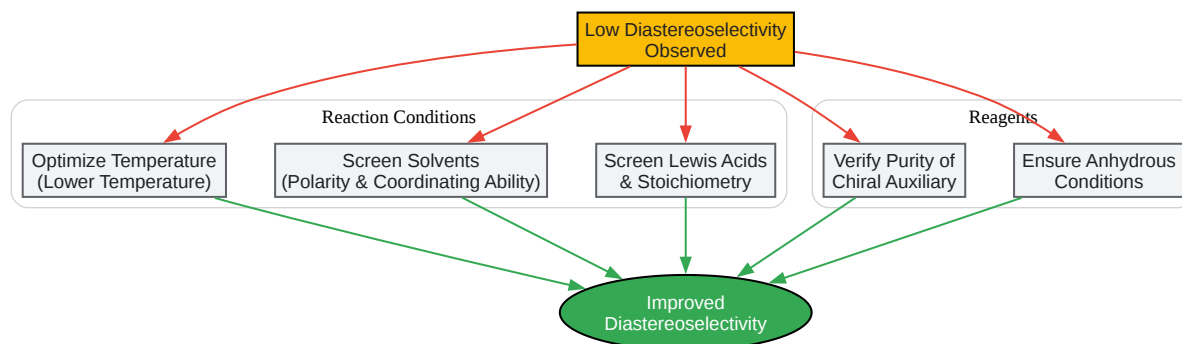 Low Diastereoselectivity
Observed
Reaction Conditions
Reagents
Optimize Temperature
(Lower Temperature)
Screen Solvents
(Polarity & Coordinating Ability)
Screen Lewis Acids
& Stoichiometry
Verify Purity of
Chiral Auxiliary
Ensure Anhydrous
Conditions
Improved
Diastereoselectivity